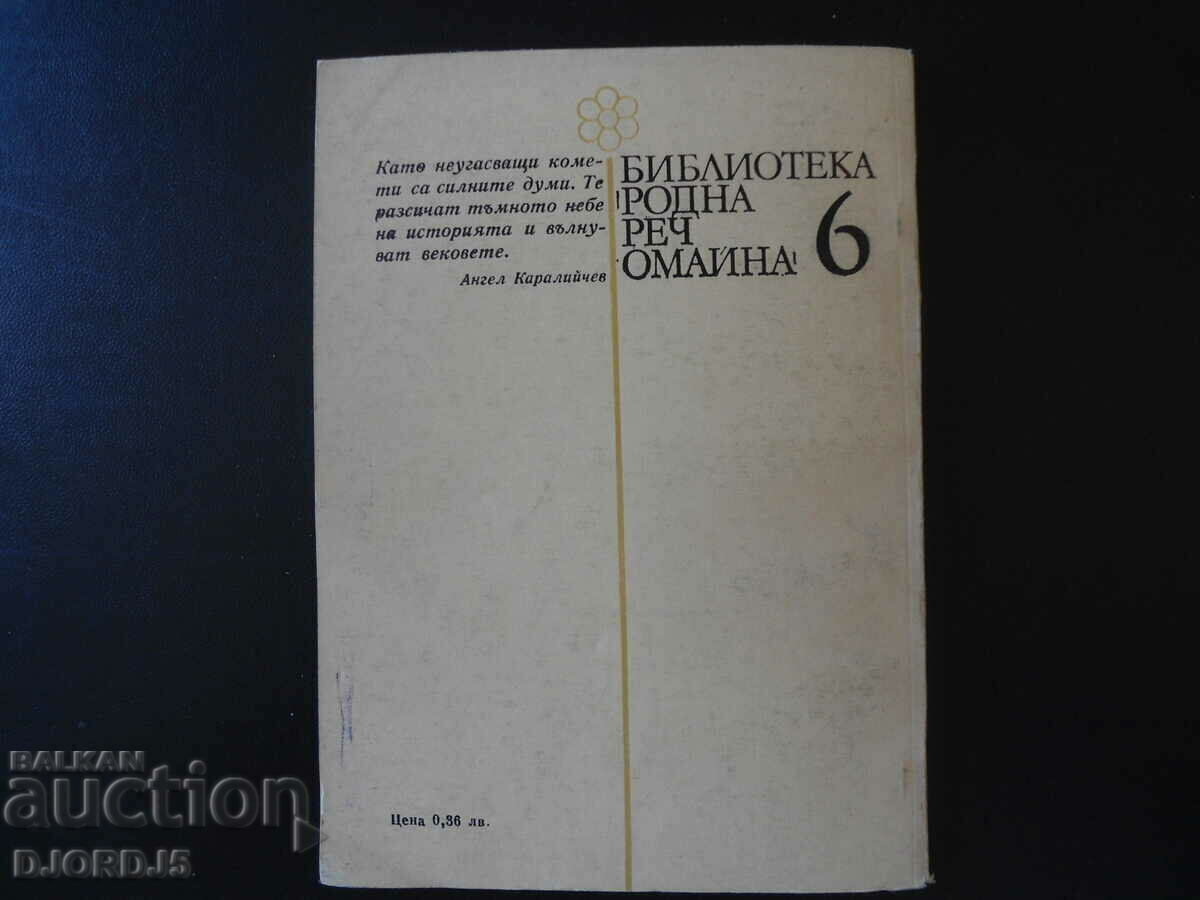 Като неугасващи коме-
ти са силните думи. Те
разсичат тъмното небе
на историята и вълну-
ват вековете.
Ангел Каралийчев
БИБЛИОТЕКА
'РОДНА
РЕЧ
ОМАЙНА'
6
Цена 0,36 лв.
BALKAN
auction
DJORDJ5